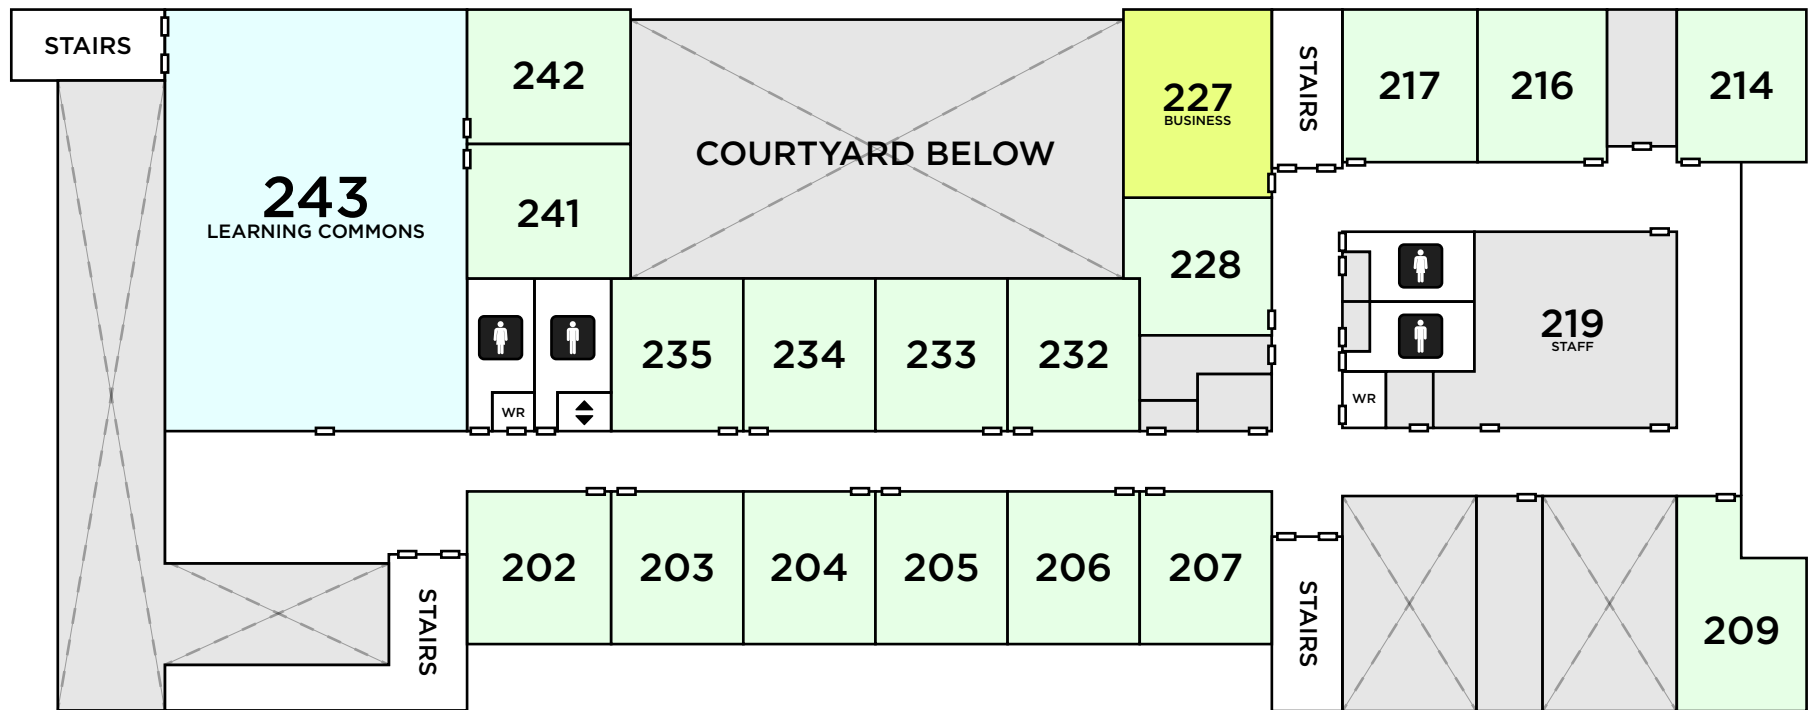 STAIRS
243
LEARNING COMMONS
242
241
COURTYARD BELOW
227
BUSINESS
228
STAIRS
217
216
214
219
STAFF
WR
WR
235
234
233
232
202
203
204
205
206
207
STAIRS
STAIRS
209